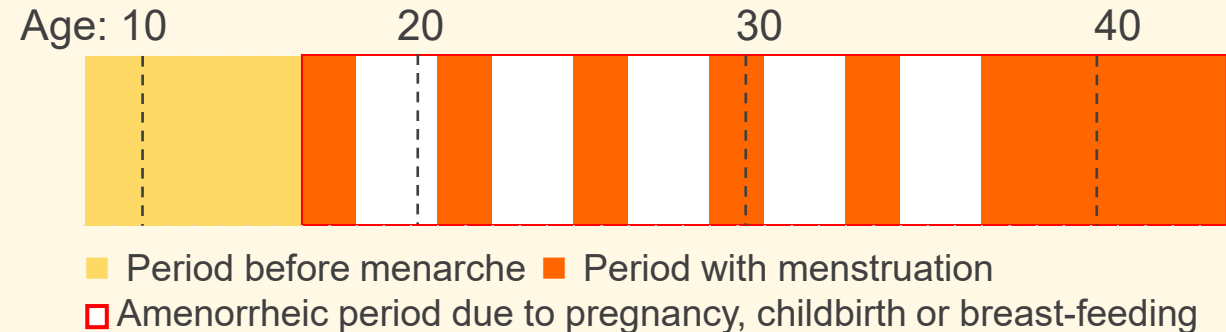 Age: 10 20 30 40
Period before menarche Period with menstruation
Amenorrheic period due to pregnancy, childbirth or breast-feeding